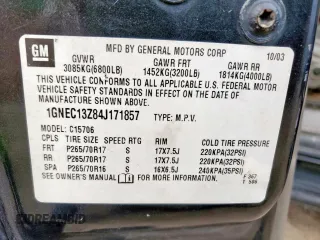 GM
MFD BY GENERAL MOTORS CORP 10/03
GVWR GAWR FRT GAWR RR
3085KG(6800LB) 1452KG(3200LB) 1814KG(4000LB)
THIS VEHICLE CONFORMS TO ALL APPLICABLE U.S. FEDERAL
MOTOR VEHICLE SAFETY STANDARDS IN EFFECT ON THE DATE OF
MANUFACTURE SHOWN ABOVE.
1GNEC13Z84J171857 TYPE: M.P.V.
MODEL: C15706
TIRE SIZE SPEED RTG RIM COLD TIRE PRESSURE
FRT P265/70R17 S 17X7.5J 220KPA(32PSI)
RR P265/70R17 S 17X7.5J 220KPA(32PSI)
SPA P265/70R16 S 16X6.5J 240KPA(35PSI)
SEE OWNER'S MANUAL FOR ADDITIONAL INFORMATION